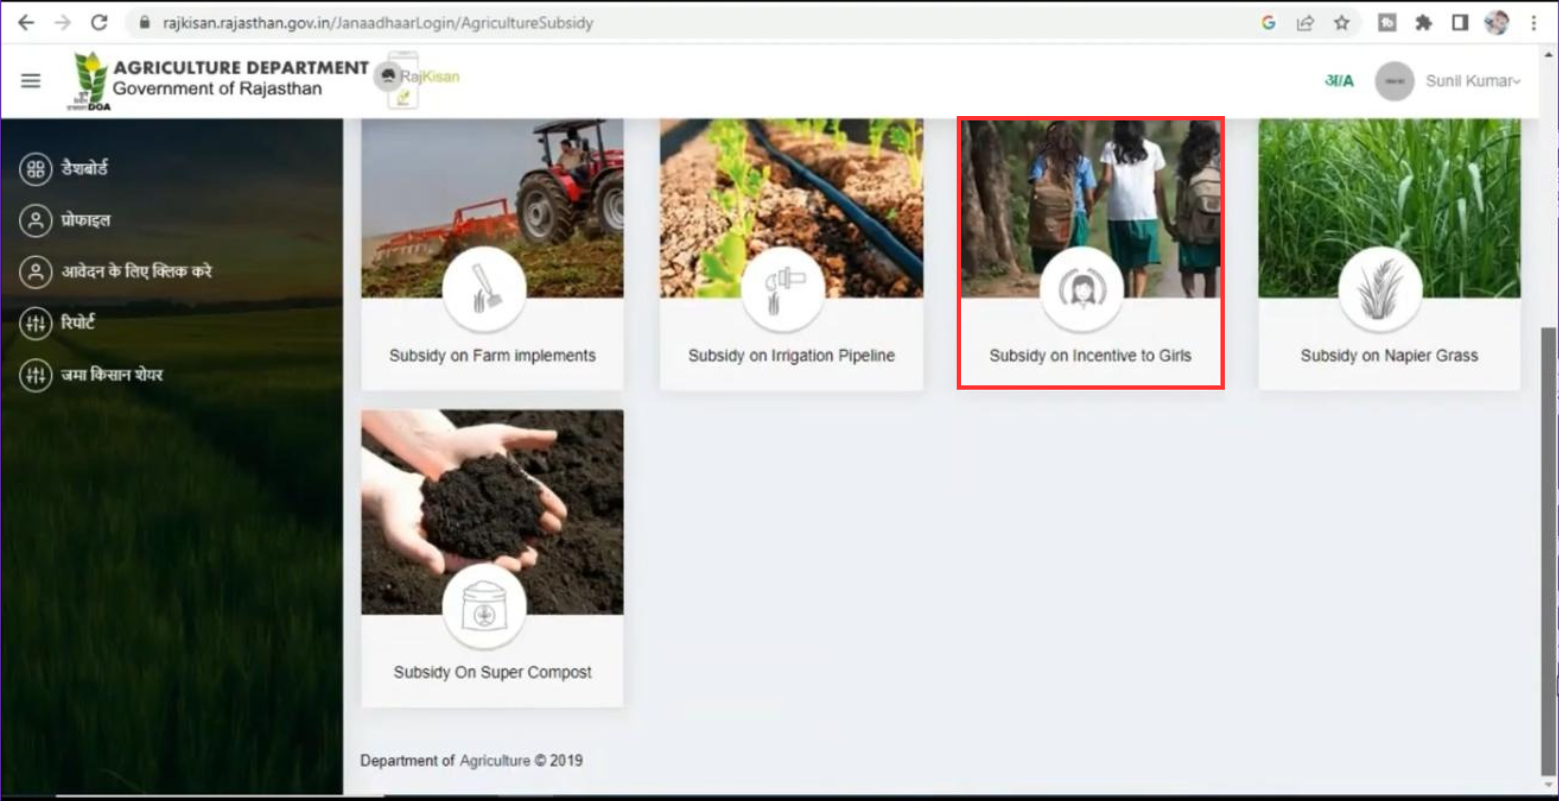 rajkisan.rajasthan.gov.in/JanaadhaarLogin/AgricultureSubsidy
AGRICULTURE DEPARTMENT
Government of Rajasthan
DOA
RajKisan
अ/A
Sunil Kumar
डैशबोर्ड
प्रोफाइल
आवेदन के लिए क्लिक करे
रिपोर्ट
जमा किसान शेयर
Subsidy on Farm implements
Subsidy on Irrigation Pipeline
Subsidy on Incentive to Girls
Subsidy on Napier Grass
Subsidy On Super Compost
Department of Agriculture © 2019